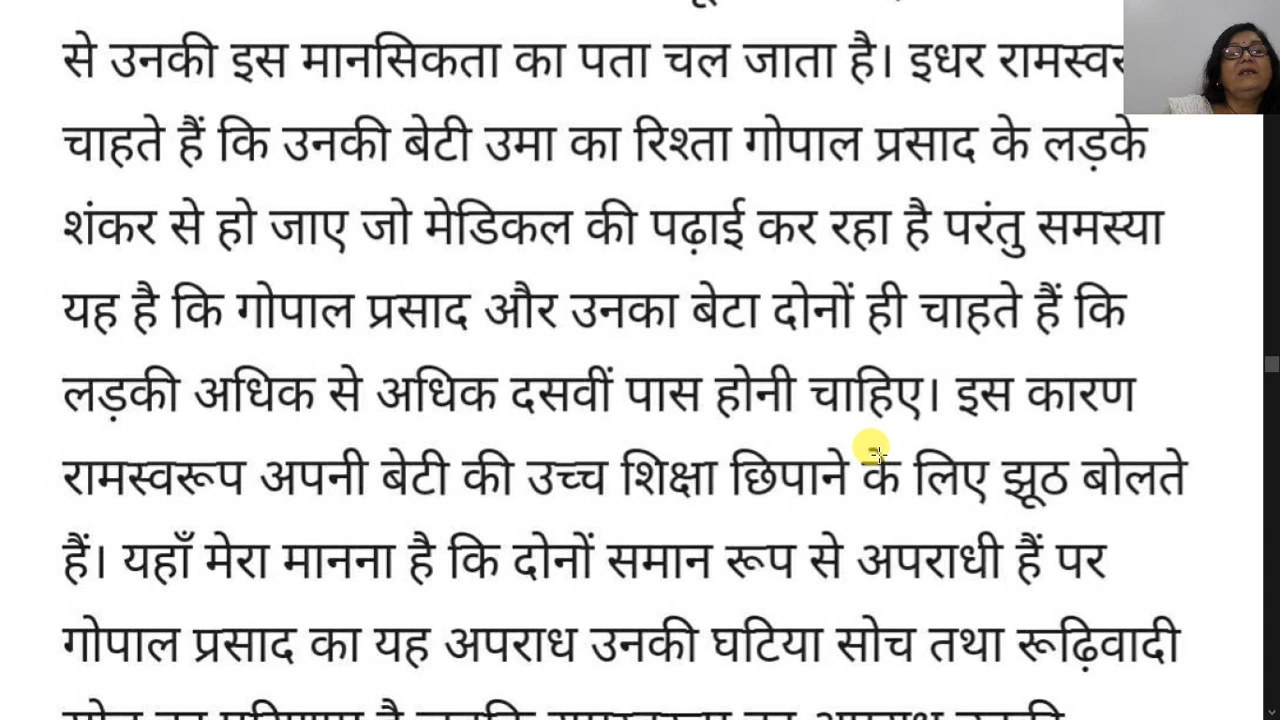 से उनकी इस मानसिकता का पता चल जाता है। इधर
चाहते हैं कि उनकी बेटी उमा का रिश्ता गोपाल प्रसाद के लड़के
शंकर से हो जाए जो मेडिकल की पढ़ाई कर रहा है परंतु समस्या
यह है कि गोपाल प्रसाद और उनका बेटा दोनों ही चाहते हैं कि
लड़की अधिक से अधिक दसवीं पास होनी चाहिए। इस कारण
रामस्वरूप अपनी बेटी की उच्च शिक्षा छिपाने के लिए झूठ बोलते
हैं। यहाँ मेरा मानना है कि दोनों समान रूप से अपराधी हैं पर
गोपाल प्रसाद का यह अपराध उनकी घटिया सोच तथा रूढ़िवादी